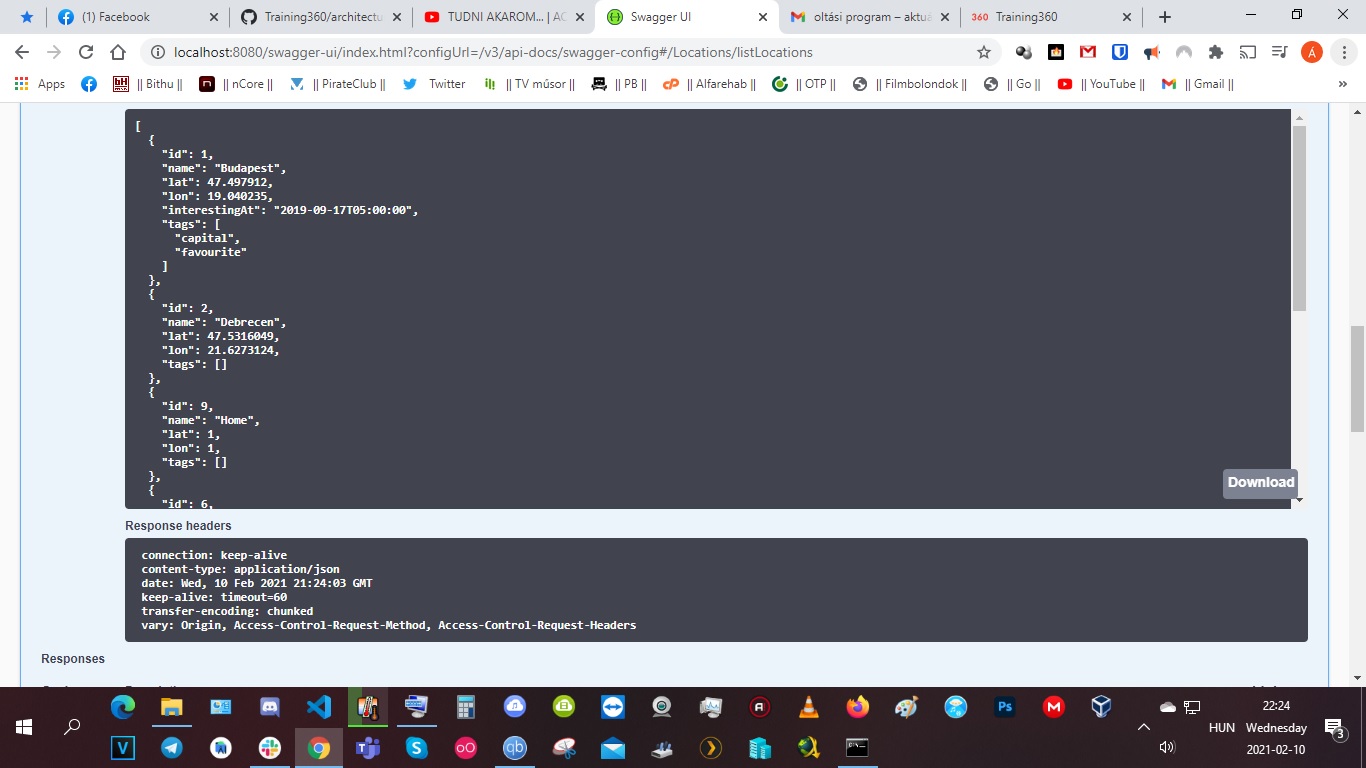 (1) Facebook
Training360/architectu
TUDNI AKAROM... | AC
Swagger UI
oltási program – aktuá
360 Training360
localhost:8080/swagger-ui/index.html?configUrl=/v3/api-docs/swagger-config#/Locations/listLocations
Á
Apps
|| Bithu ||
|| nCore ||
|| PirateClub ||
Twitter
|| TV műsor ||
|| PB ||
|| Alfarehab ||
|| OTP ||
|| Filmbolondok ||
|| Go ||
|| YouTube ||
|| Gmail ||
»
[
{
"id": 1,
"name": "Budapest",
"lat": 47.497912,
"lon": 19.040235,
"interestingAt": "2019-09-17T05:00:00",
"tags": [
"capital",
"favourite"
]
},
{
"id": 2,
"name": "Debrecen",
"lat": 47.5316049,
"lon": 21.6273124,
"tags": []
},
{
"id": 9,
"name": "Home",
"lat": 1,
"lon": 1,
"tags": []
},
{
"id": 6,
Download
Response headers
connection: keep-alive
content-type: application/json
date: Wed, 10 Feb 2021 21:24:03 GMT
keep-alive: timeout=60
transfer-encoding: chunked
vary: Origin, Access-Control-Request-Method, Access-Control-Request-Headers
Responses
22:24
HUN Wednesday
2021-02-10
3